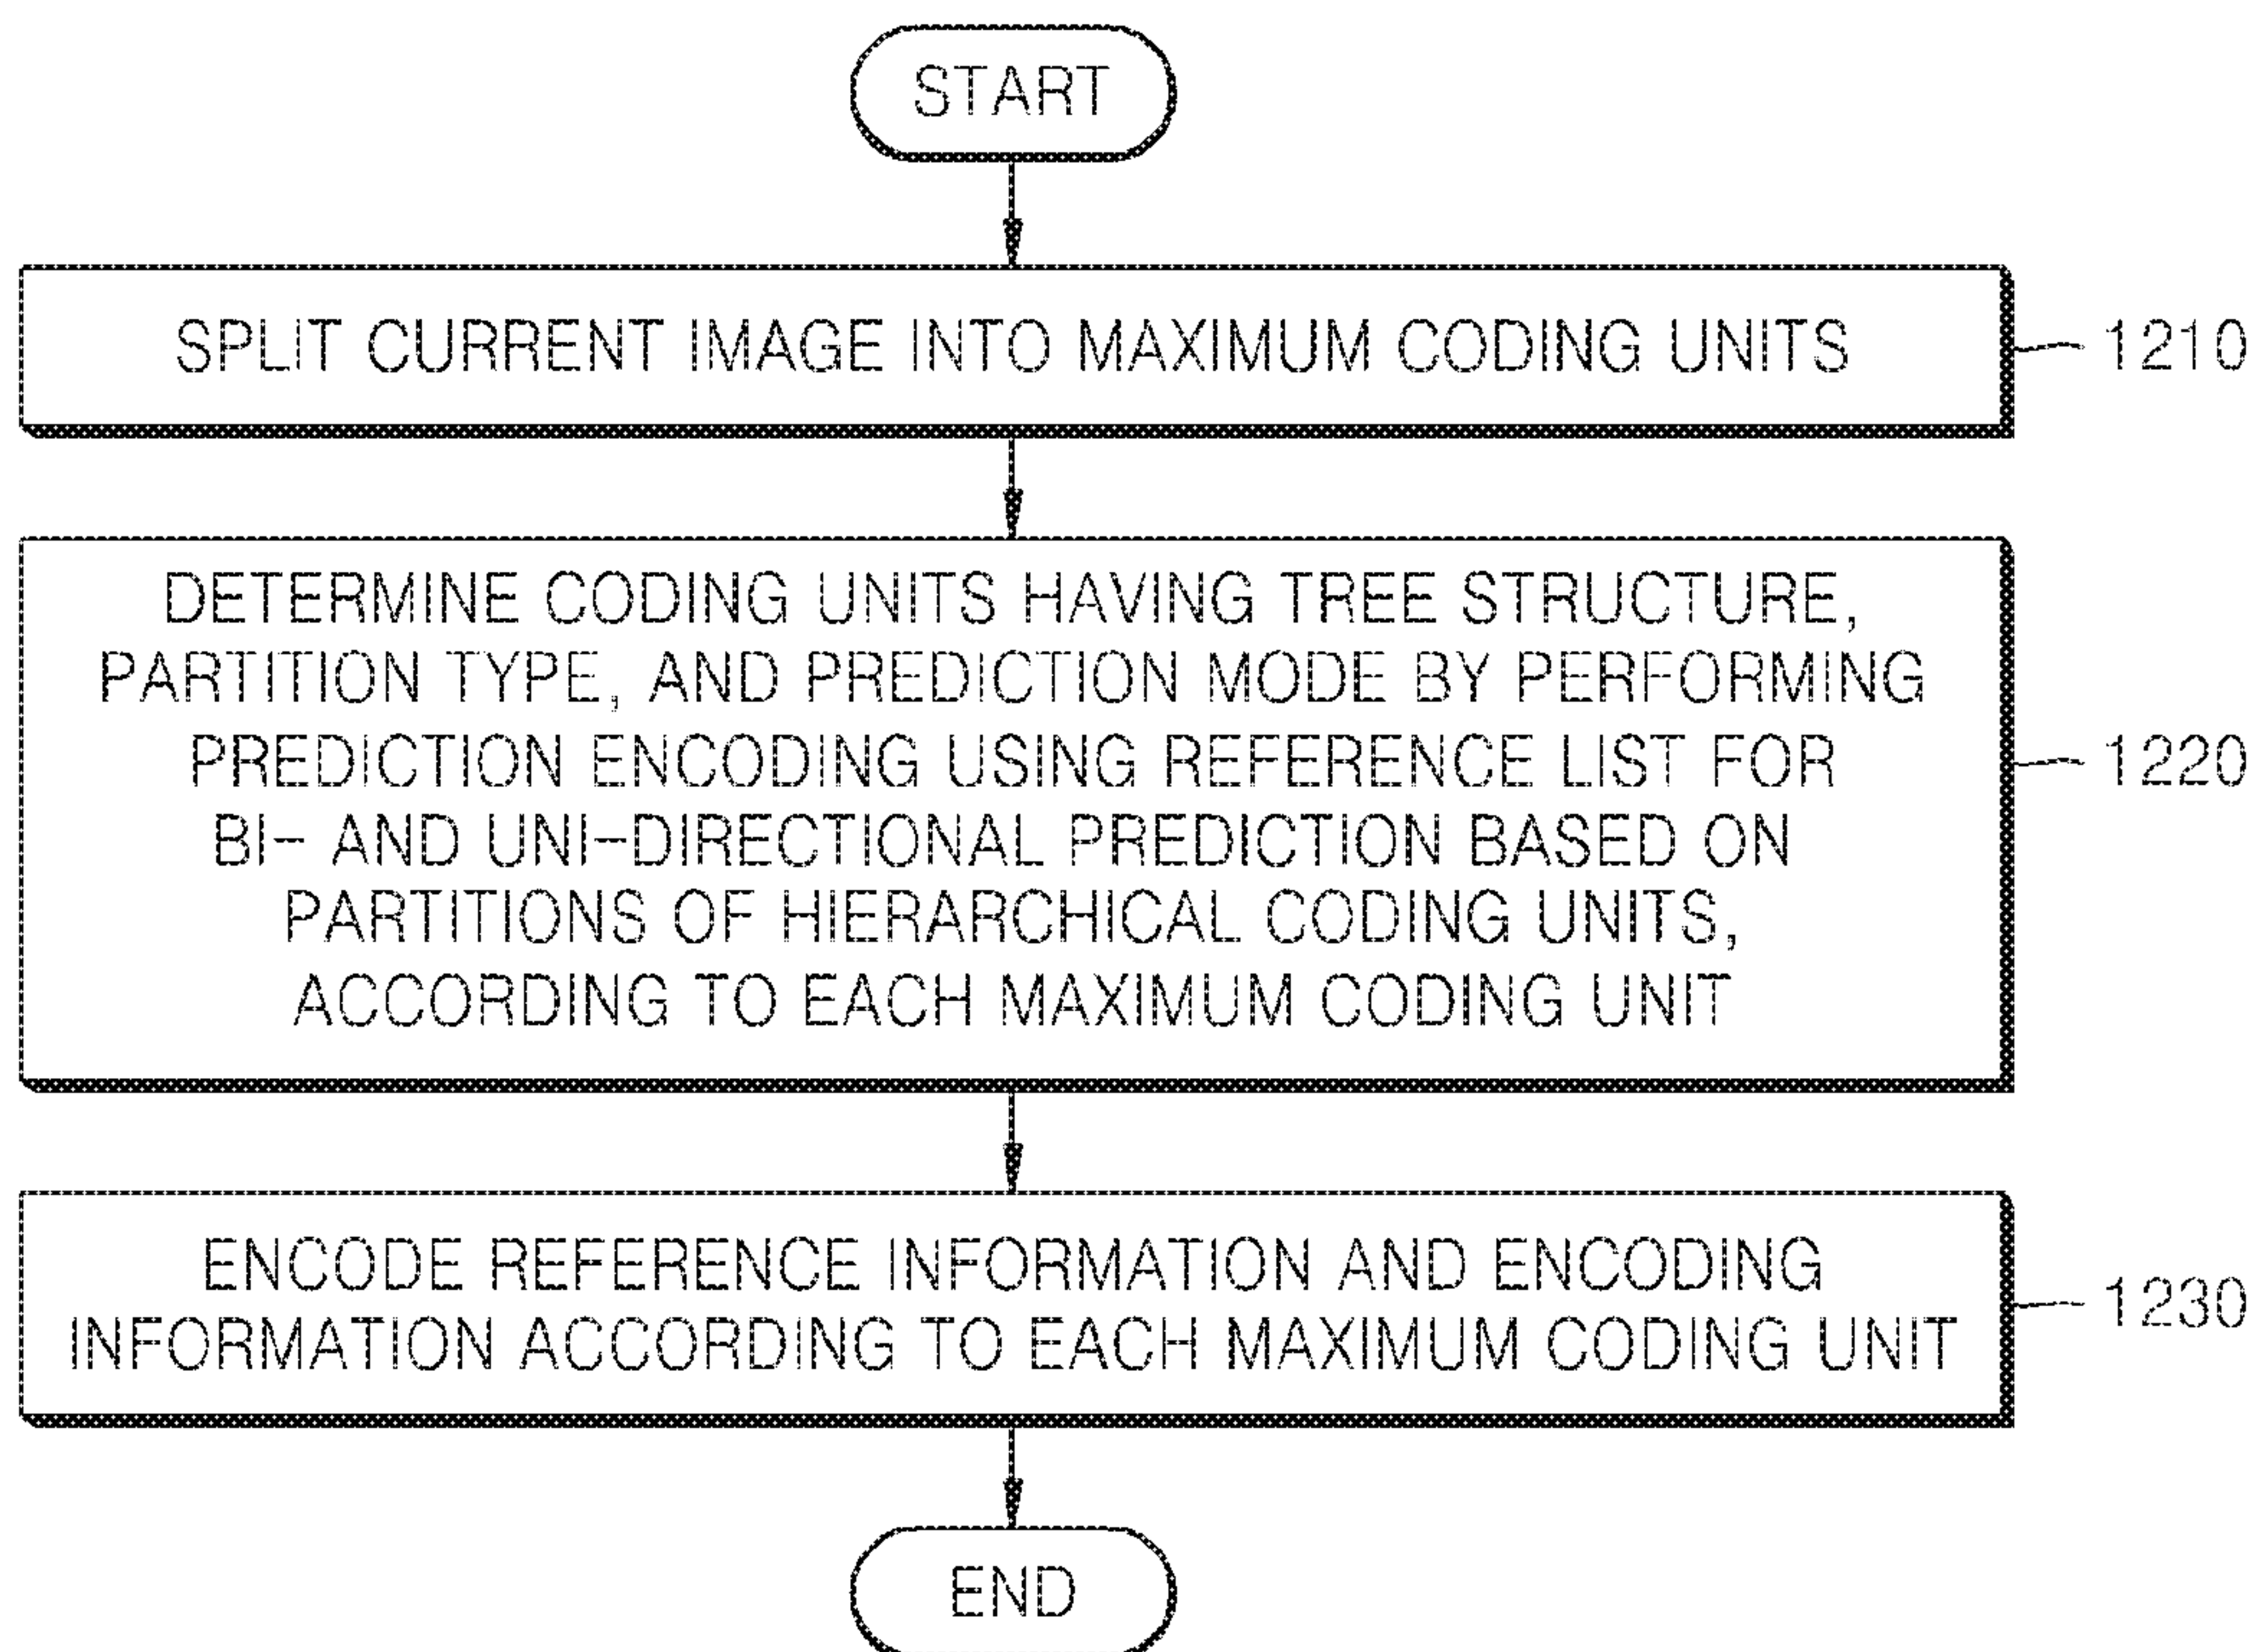 START
SPLIT CURRENT IMAGE INTO MAXIMUM CODING UNITS
1210
DETERMINE CODING UNITS HAVING TREE STRUCTURE,
PARTITION TYPE, AND PREDICTION MODE BY PERFORMING
PREDICTION ENCODING USING REFERENCE LIST FOR
BI- AND UNI-DIRECTIONAL PREDICTION BASED ON
PARTITIONS OF HIERARCHICAL CODING UNITS,
ACCORDING TO EACH MAXIMUM CODING UNIT
1220
ENCODE REFERENCE INFORMATION AND ENCODING
INFORMATION ACCORDING TO EACH MAXIMUM CODING UNIT
1230
END